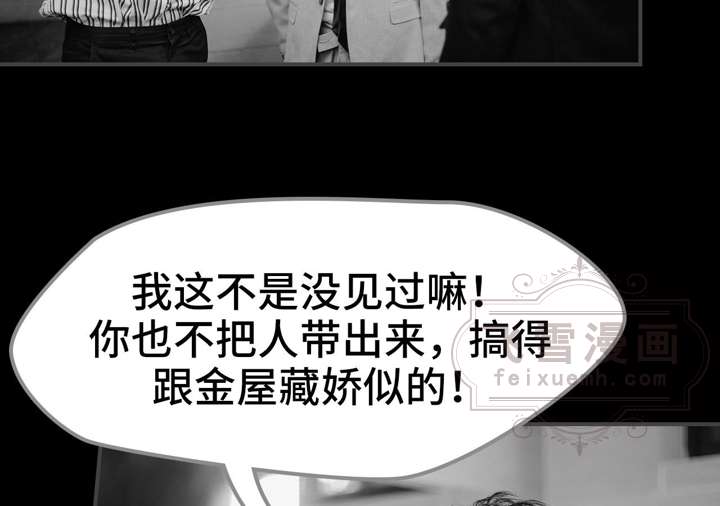 我这不是没见过嘛！
你也不把人带出来，搞得
跟金屋藏娇似的！
飞雪漫画
feixuemh.com